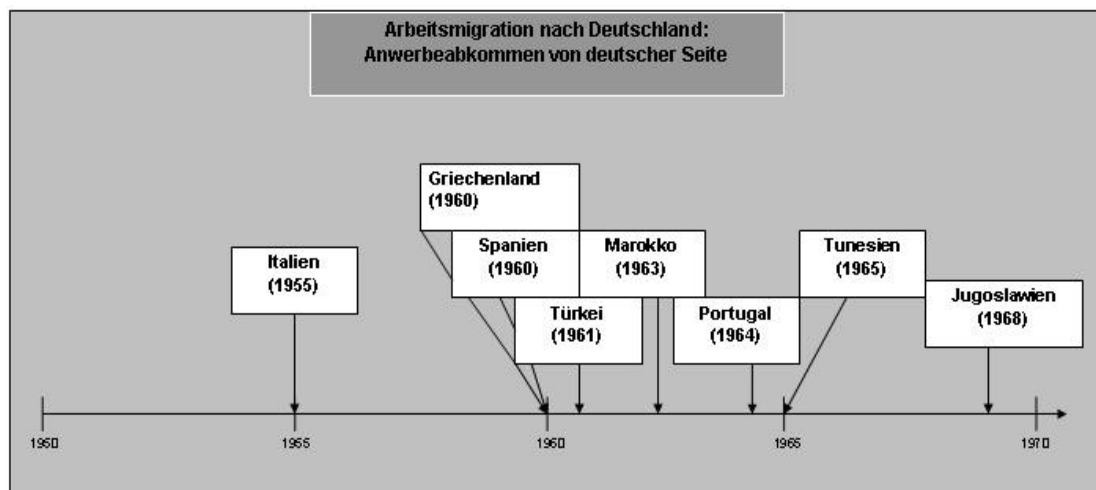 Arbeitsmigration nach Deutschland:
Anwerbeabkommen von deutscher Seite
Griechenland
(1960)
Spanien
(1960)
Marokko
(1963)
Tunesien
(1965)
Italien
(1955)
Türkei
(1961)
Portugal
(1964)
Jugoslawien
(1968)
1950
1955
1960
1965
1970